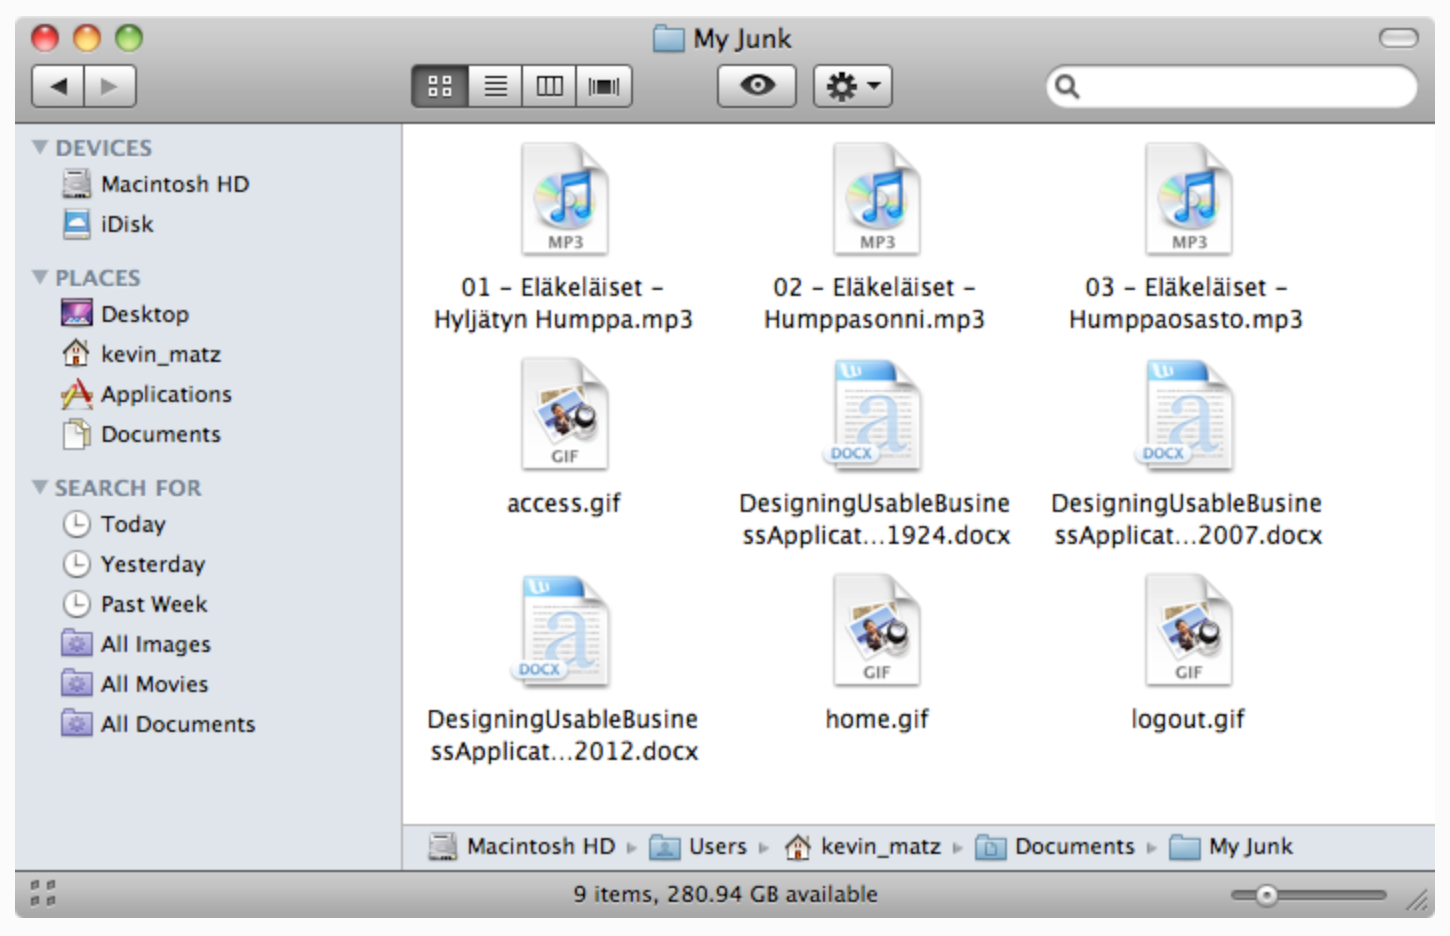 My Junk
DEVICES
Macintosh HD
iDisk
PLACES
Desktop
kevin_matz
Applications
Documents
SEARCH FOR
Today
Yesterday
Past Week
All Images
All Movies
All Documents
MP3 MP3 MP3
01 – Eläkeläiset – 02 – Eläkeläiset – 03 – Eläkeläiset –
Hyljätyn Humppa.mp3 Humppasonni.mp3 Humppaosasto.mp3
GIF DOCX DOCX
access.gif DesigningUsableBusine DesigningUsableBusine
ssApplicat...1924.docx ssApplicat...2007.docx
DOCX GIF GIF
DesigningUsableBusine home.gif logout.gif
ssApplicat...2012.docx
Macintosh HD Users kevin_matz Documents My Junk
9 items, 280.94 GB available